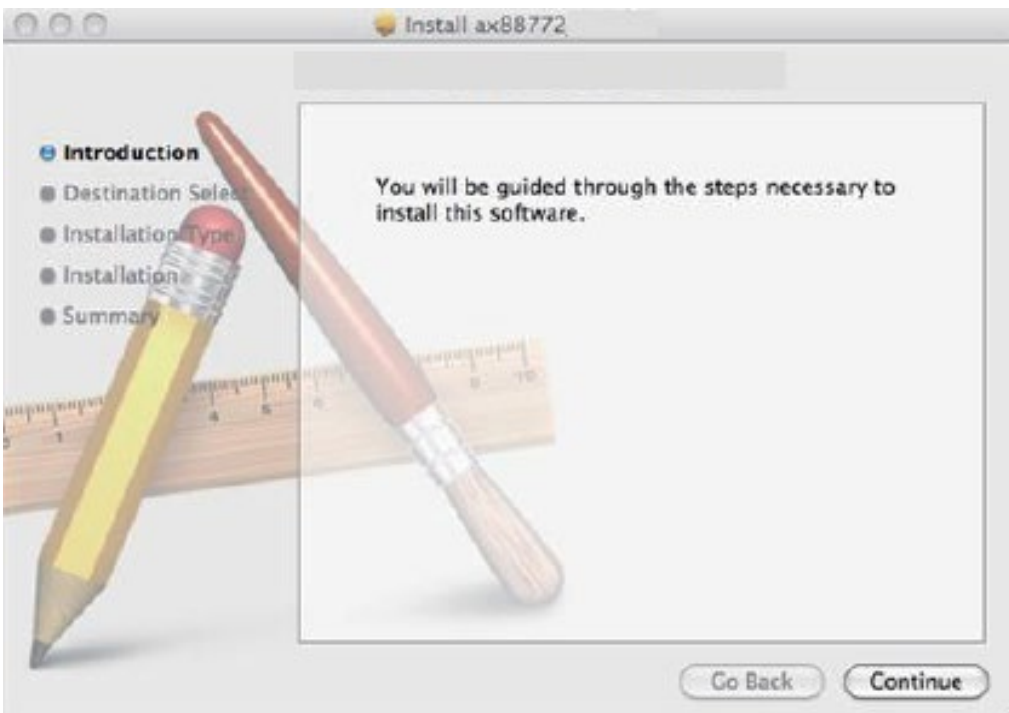 Install ax88772
Introduction
Destination Select
Installation Type
Installation
Summary
You will be guided through the steps necessary to
install this software.
Go Back
Continue